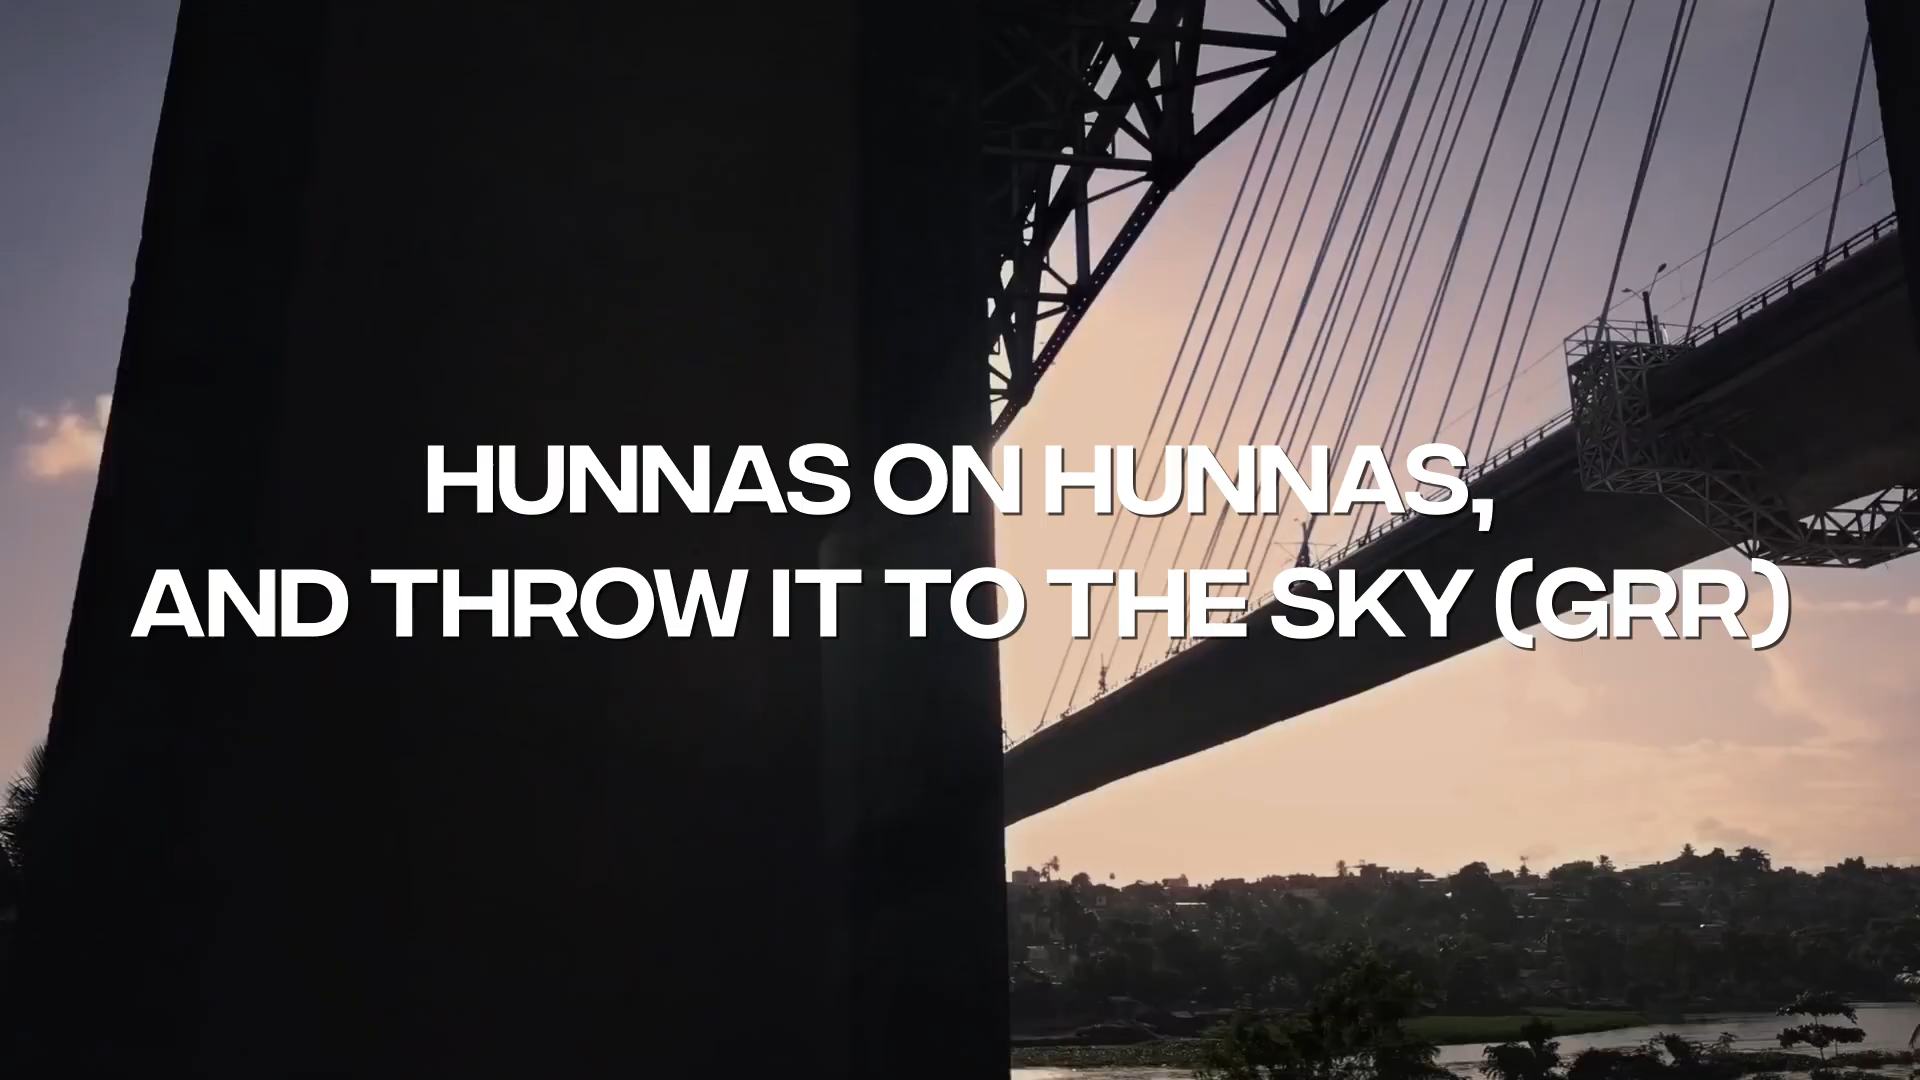 HUNNAS ON HUNNAS,
AND THROW IT TO THE SKY (GRR)